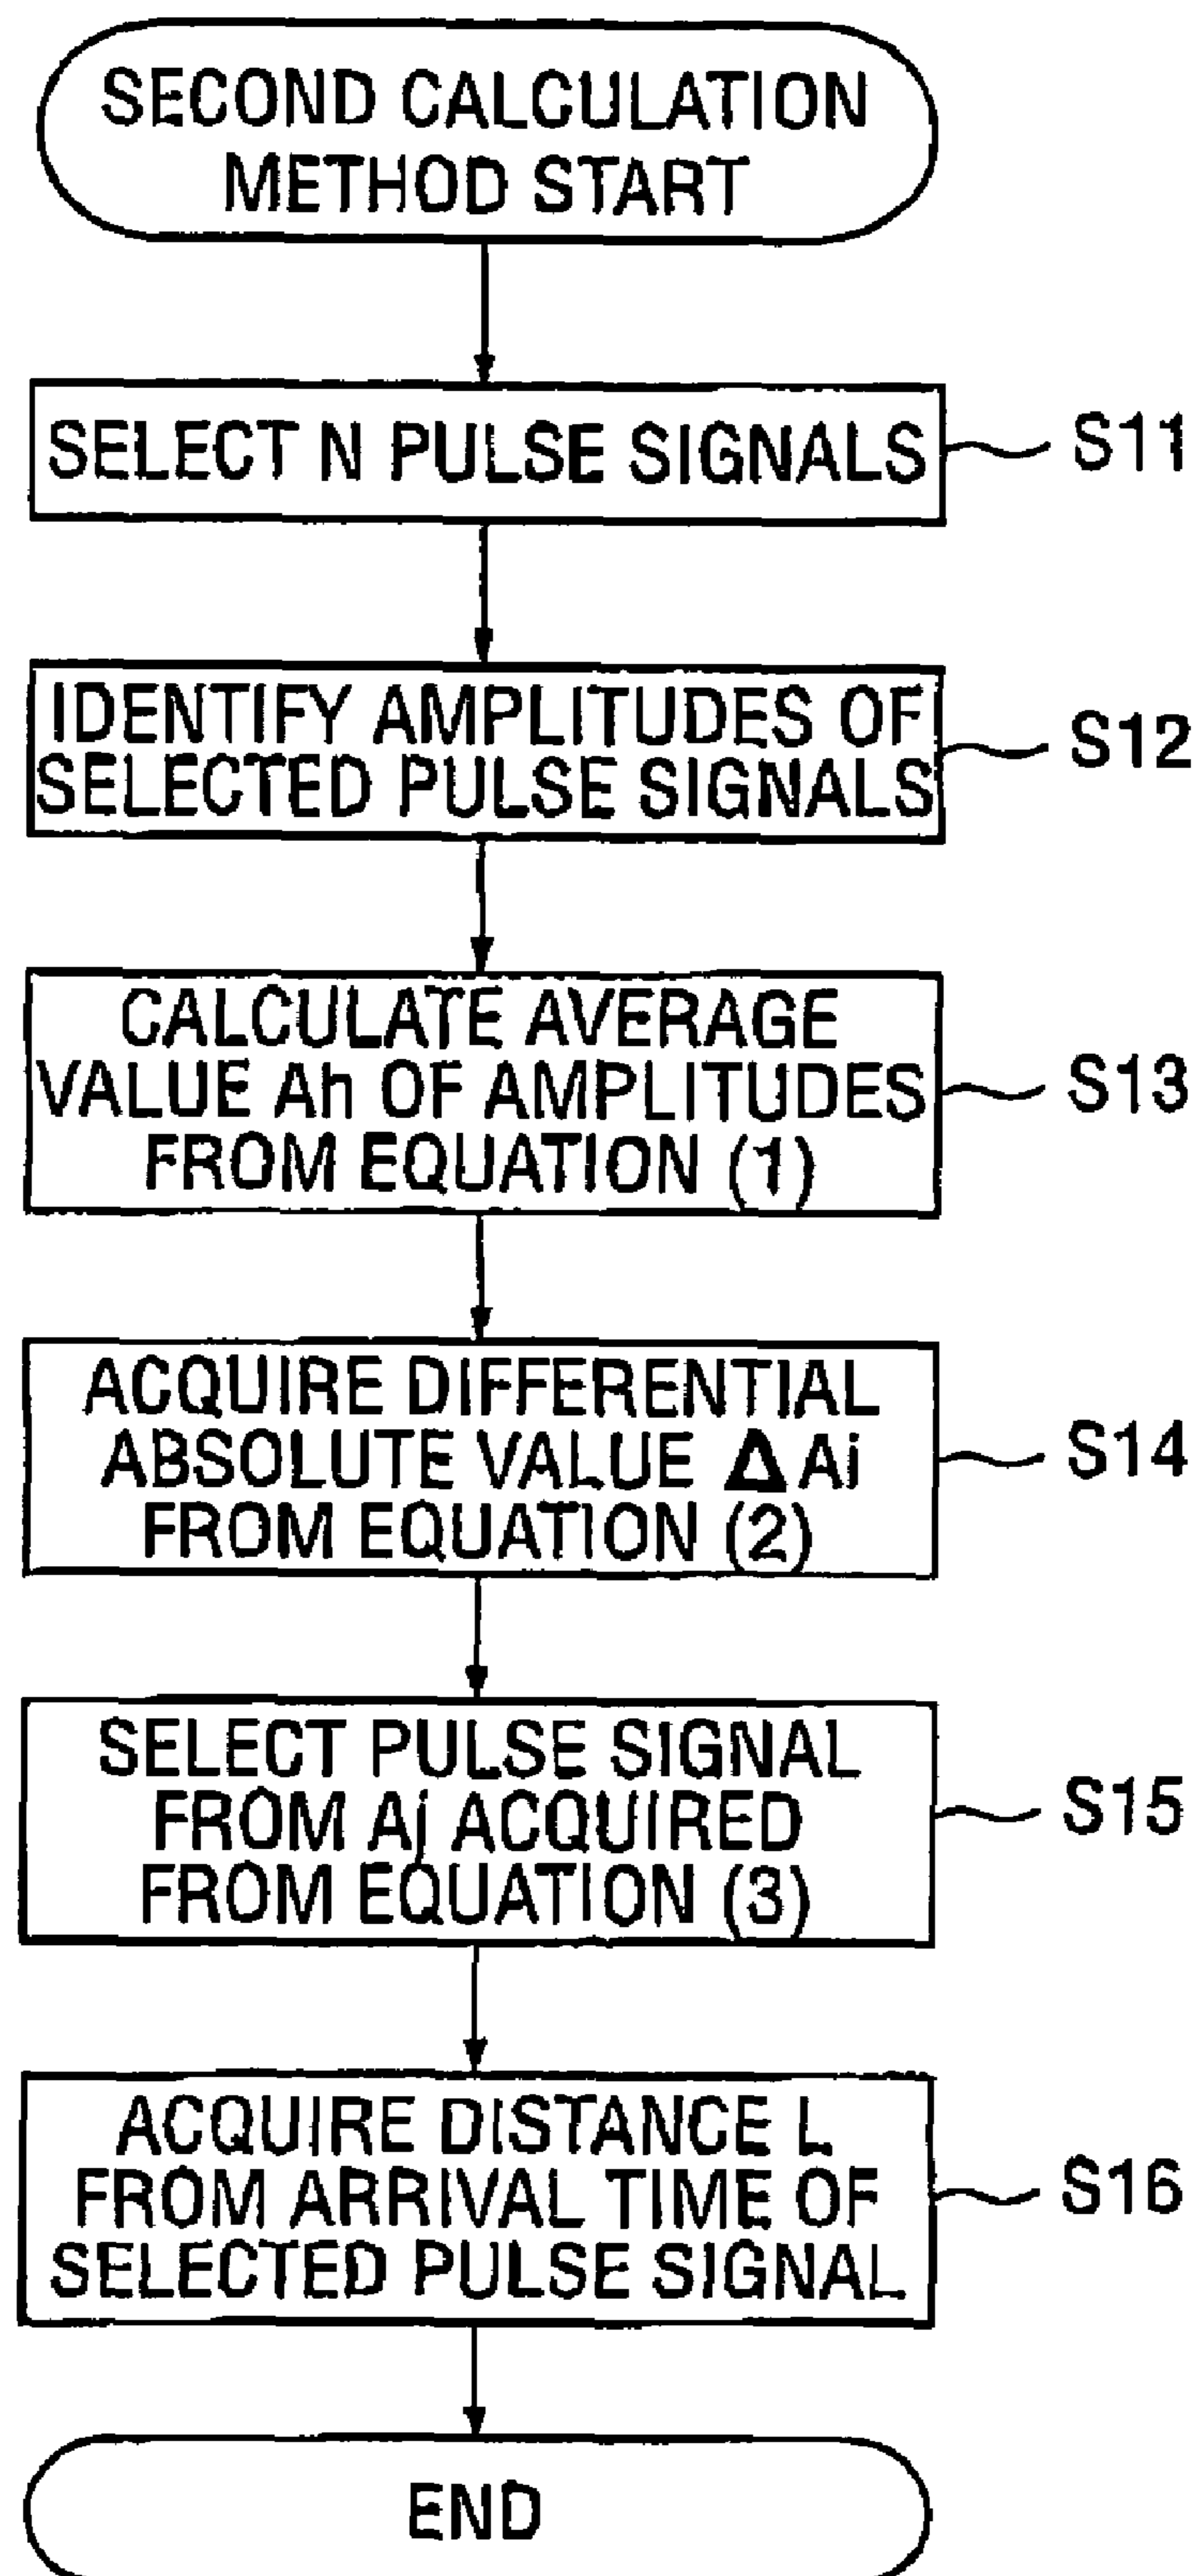 SECOND CALCULATION
METHOD START
SELECT N PULSE SIGNALS
S11
IDENTIFY AMPLITUDES OF
SELECTED PULSE SIGNALS
S12
CALCULATE AVERAGE
VALUE Ah OF AMPLITUDES
FROM EQUATION (1)
S13
ACQUIRE DIFFERENTIAL
ABSOLUTE VALUE Δ Ai
FROM EQUATION (2)
S14
SELECT PULSE SIGNAL
FROM Aj ACQUIRED
FROM EQUATION (3)
S15
ACQUIRE DISTANCE L
FROM ARRIVAL TIME OF
SELECTED PULSE SIGNAL
S16
END